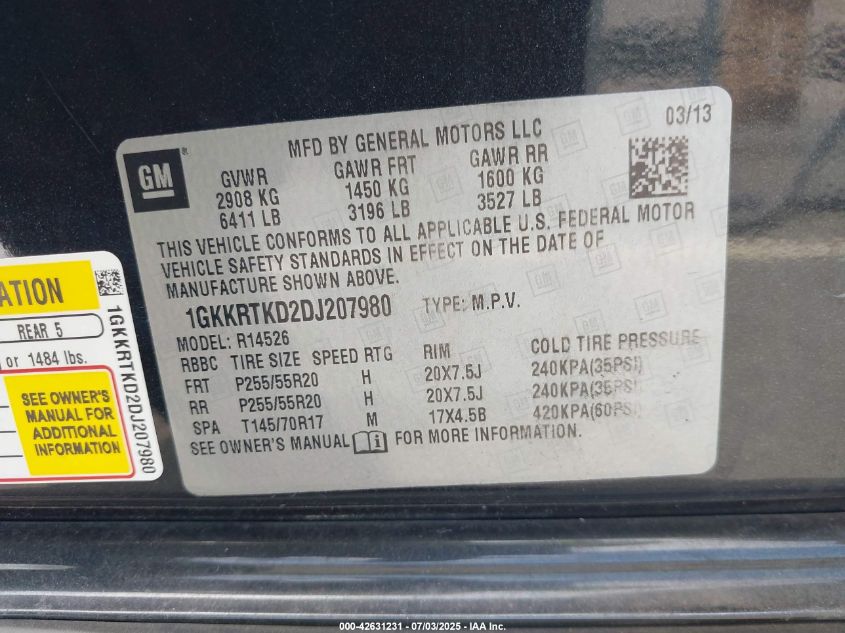 03/13
MFD BY GENERAL MOTORS LLC
GM
GVWR GAWR FRT GAWR RR
2908 KG 1450 KG 1600 KG
6411 LB 3196 LB 3527 LB
THIS VEHICLE CONFORMS TO ALL APPLICABLE U.S. FEDERAL MOTOR
VEHICLE SAFETY STANDARDS IN EFFECT ON THE DATE OF
MANUFACTURE SHOWN ABOVE.
1GKKRTKD2DJ207980 TYPE: M.P.V.
MODEL: R14526
RBBC TIRE SIZE SPEED RTG RIM COLD TIRE PRESSURE
FRT P255/55R20 H 20X7.5J 240KPA(35PSI)
RR P255/55R20 H 20X7.5J 240KPA(35PSI)
SPA T145/70R17 M 17X4.5B 420KPA(60PSI)
SEE OWNER'S MANUAL FOR MORE INFORMATION.
ATION
REAR 5
or 1484 lbs.
SEE OWNER'S
MANUAL FOR
ADDITIONAL
INFORMATION
1GKKRTKD2DJ207980
000-42631231 - 07/03/2025 - IAA Inc.